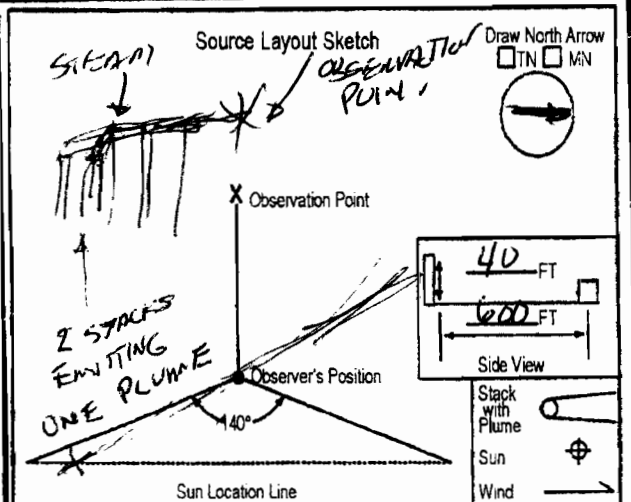 Source Layout Sketch
Draw North Arrow
TN MN
STEAM
OBSERVATION
POINT
X Observation Point
40 FT
600 FT
Side View
2 STACKS
EMITTING
ONE PLUME
Observer's Position
140°
Sun Location Line
Stack
with
Plume
Sun
Wind